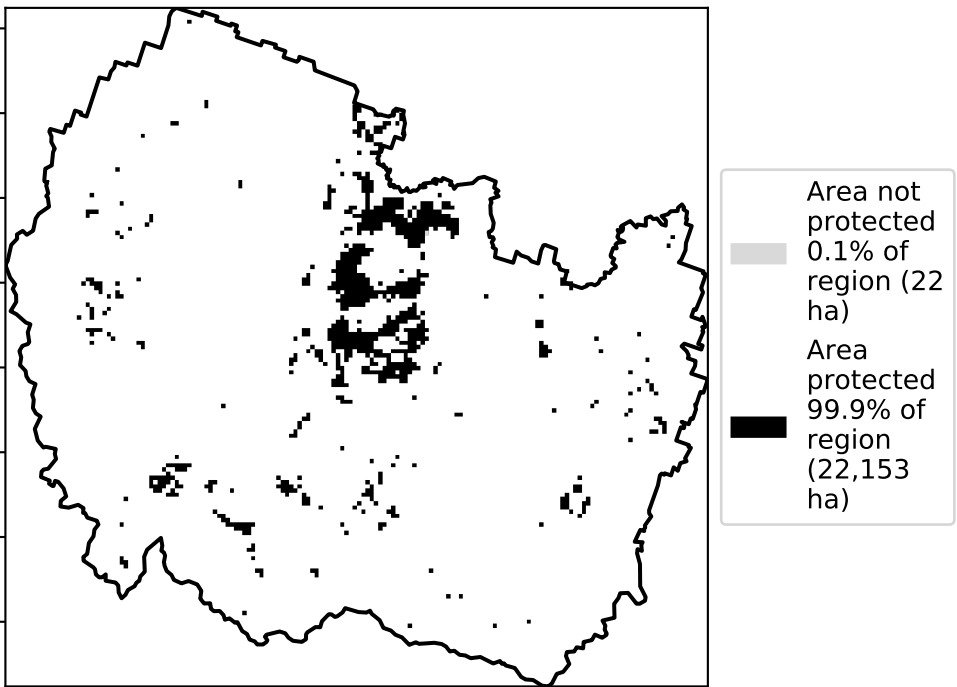 Area not
protected
0.1% of
region (22
ha)
Area
protected
99.9% of
region
(22,153
ha)